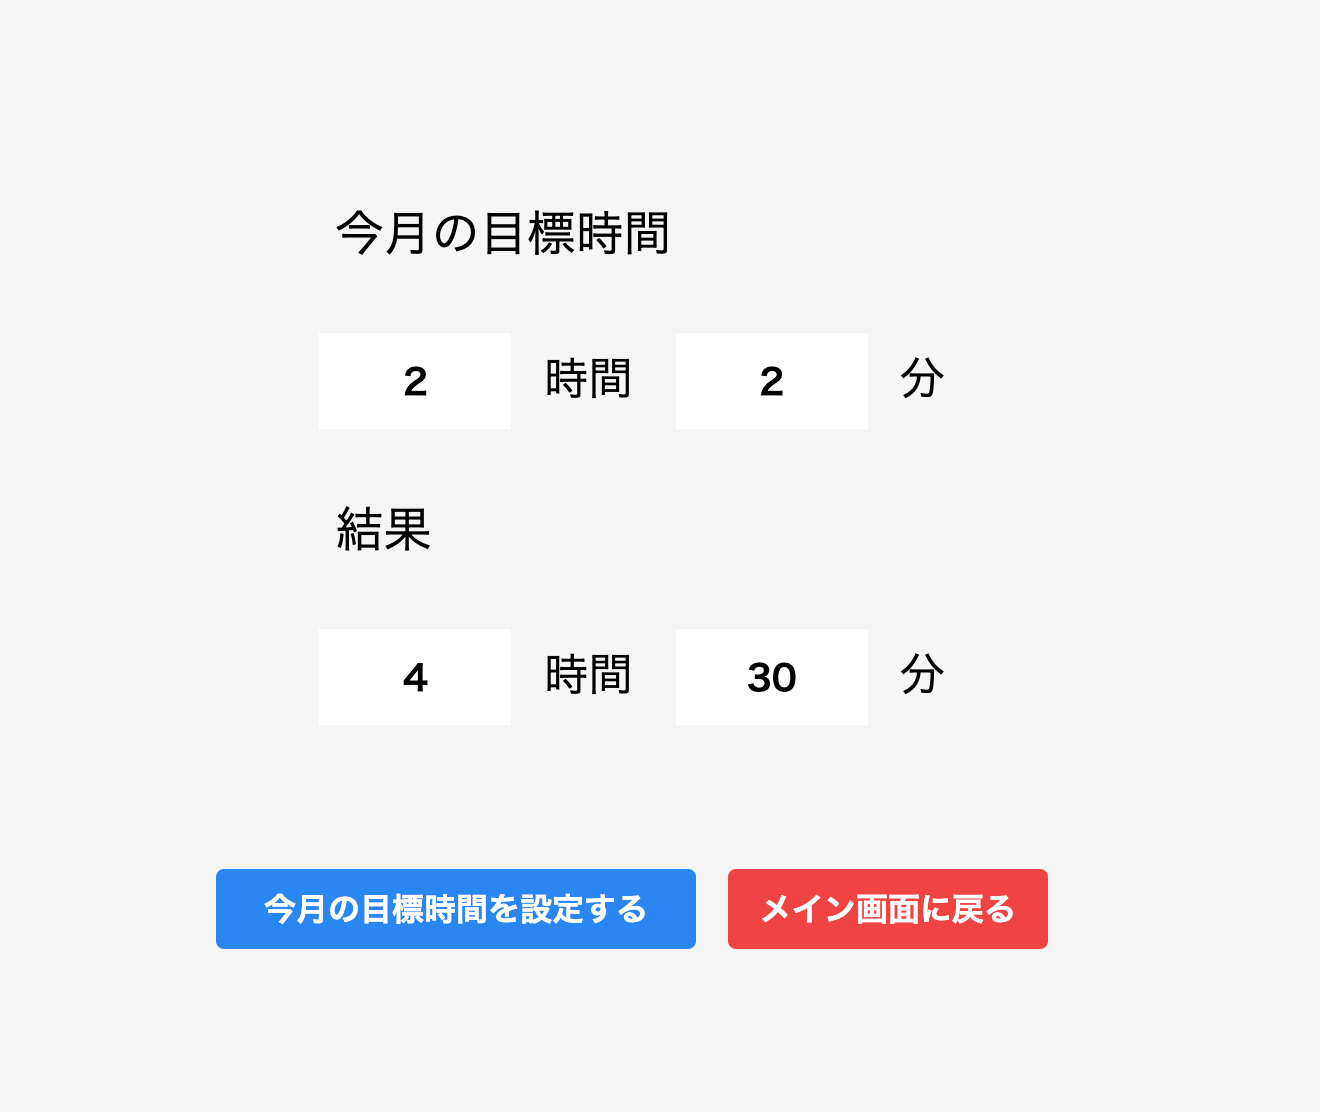 今月の目標時間
2 時間 2 分
結果
4 時間 30 分
今月の目標時間を設定する メイン画面に戻る